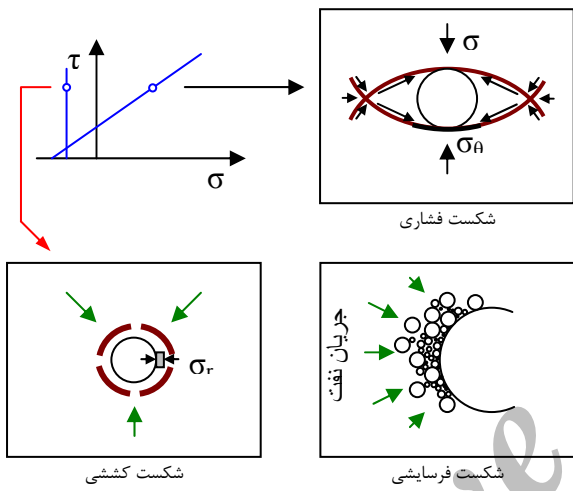 τ
σ
σ
σθ
شکست فشاری
σr
شکست کششی
جریان نفت
شکست فرسایشی